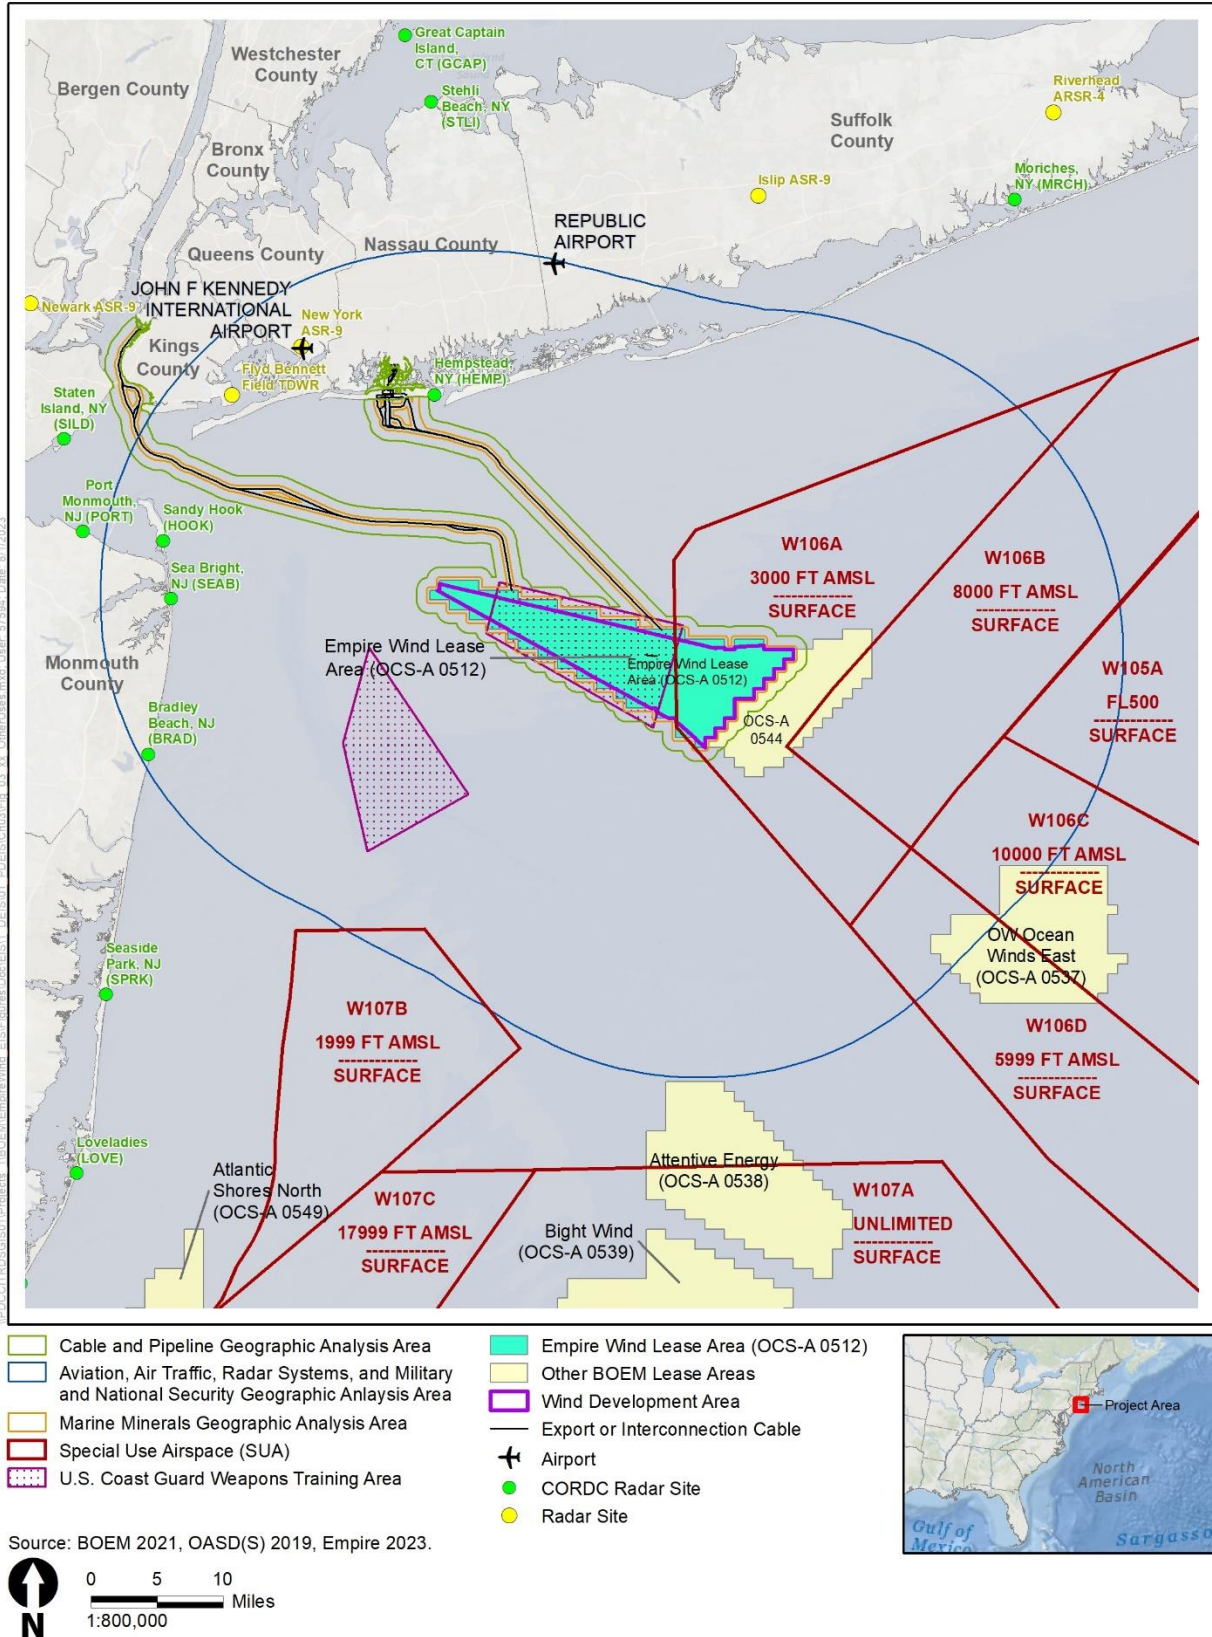 Great Captain
Island,
CT (GCAP)
Westchester
County
Bergen County
Stehli
Beach, NY
(STLI)
Riverhead
ARSR-4
Suffolk
County
Bronx
County
Moriches,
NY (MRCH)
Islip ASR-9
REPUBLIC
AIRPORT
Nassau County
Queens County
JOHN F KENNEDY
INTERNATIONAL
AIRPORT
Newark ASR-9
New York
ASR-9
Kings
County
Flyd Bennett
Field TDWR
Hempstead,
NY (HEMP)
Staten
Island, NY
(SILD)
Port
Monmouth,
NJ (PORT)
Sandy Hook
(HOOK)
Sea Bright,
NJ (SEAB)
W106A
3000 FT AMSL
-------------
SURFACE
W106B
8000 FT AMSL
-------------
SURFACE
Empire Wind Lease
Area (OCS-A 0512)
Empire Wind Lease
Area (OCS-A 0512)
Monmouth
County
W105A
FL500
-------------
SURFACE
OCS-A
0544
Bradley
Beach, NJ
(BRAD)
W106C
10000 FT AMSL
-------------
SURFACE
OW Ocean
Winds East
(OCS-A 0537)
Seaside
Park, NJ
(SPRK)
W107B
1999 FT AMSL
-------------
SURFACE
W106D
5999 FT AMSL
-------------
SURFACE
Loveladies
(LOVE)
Atlantic
Shores North
(OCS-A 0549)
Attentive Energy
(OCS-A 0538)
W107C
17999 FT AMSL
-------------
SURFACE
W107A
UNLIMITED
-------------
SURFACE
Bight Wind
(OCS-A 0539)
Cable and Pipeline Geographic Analysis Area
Aviation, Air Traffic, Radar Systems, and Military
and National Security Geographic Anlaysis Area
Marine Minerals Geographic Analysis Area
Special Use Airspace (SUA)
U.S. Coast Guard Weapons Training Area
Empire Wind Lease Area (OCS-A 0512)
Other BOEM Lease Areas
Wind Development Area
Export or Interconnection Cable
Airport
CORDC Radar Site
Radar Site
Project Area
North
American
Basin
Gulf of
Mexico
Sargasso
Source: BOEM 2021, OASD(S) 2019, Empire 2023.
N
0 5 10
Miles
1:800,000